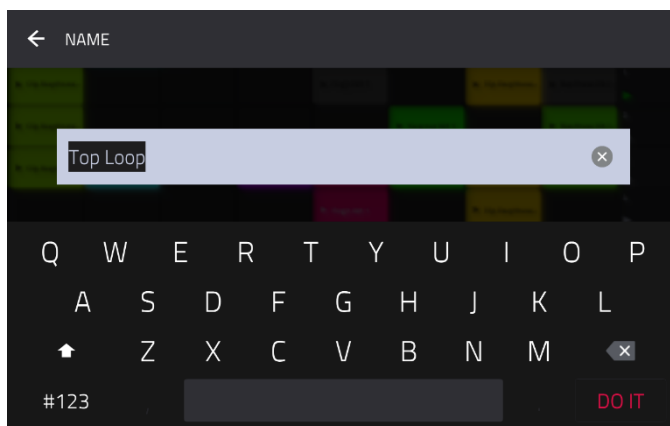 NAME
Top Loop
Q W E R T Y U I O P
A S D F G H J K L
Z X C V B N M
#123 , . DO IT